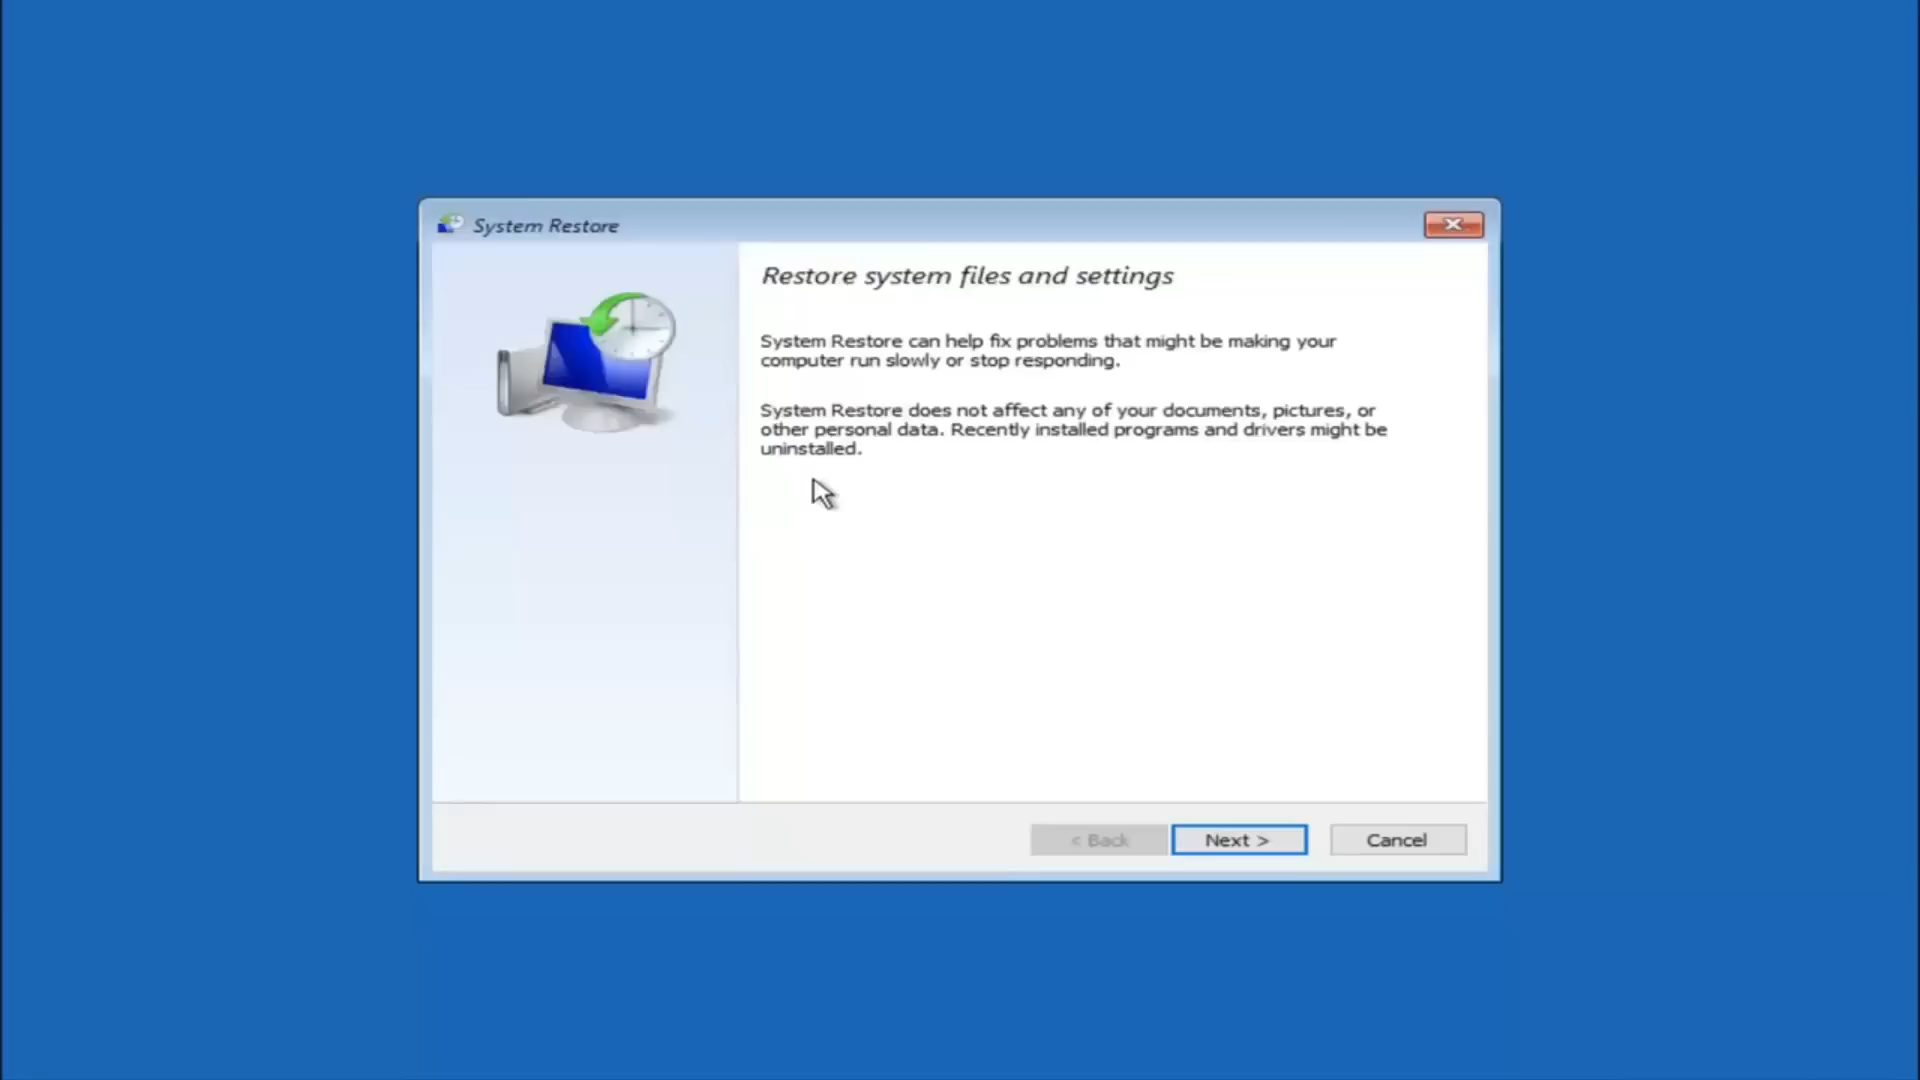 System Restore
Restore system files and settings
System Restore can help fix problems that might be making your
computer run slowly or stop responding.
System Restore does not affect any of your documents, pictures, or
other personal data. Recently installed programs and drivers might be
uninstalled.
< Back
Next >
Cancel